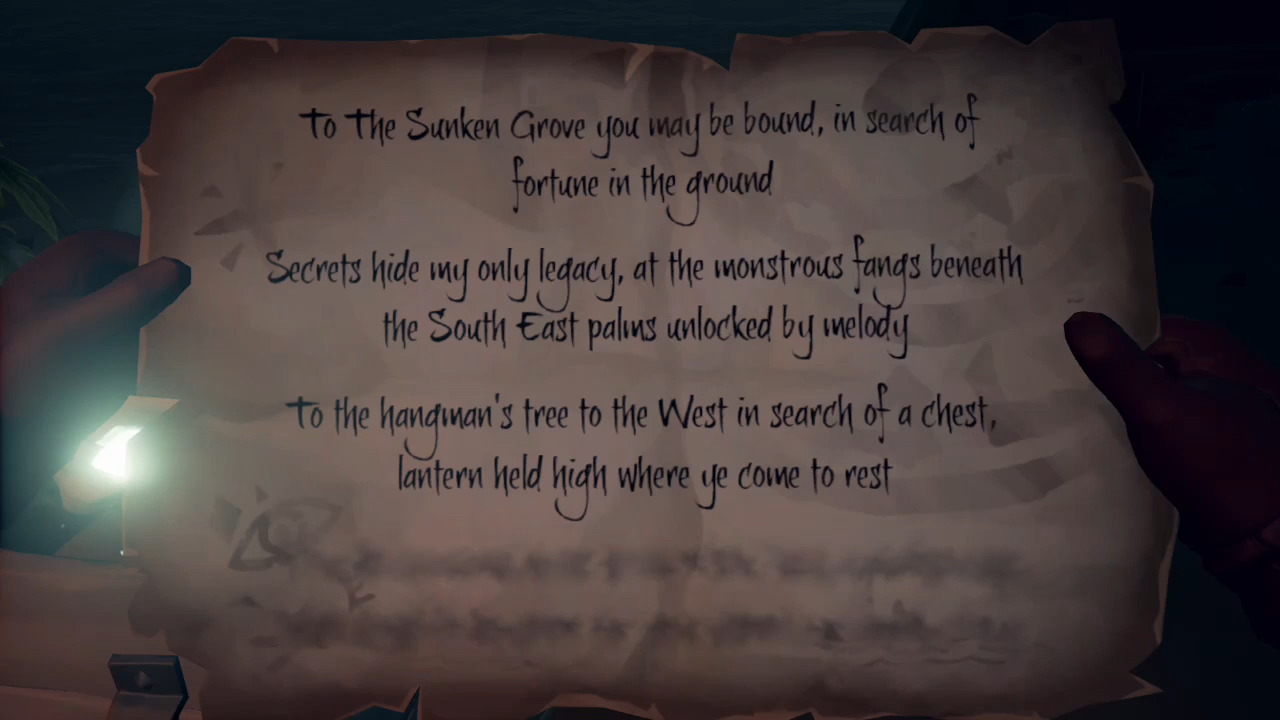 To The Sunken Grove you may be bound, in search of
fortune in the ground
Secrets hide my only legacy, at the monstrous fangs beneath
the South East palms unlocked by melody
To the hangman's tree to the West in search of a chest,
lantern held high where ye come to rest